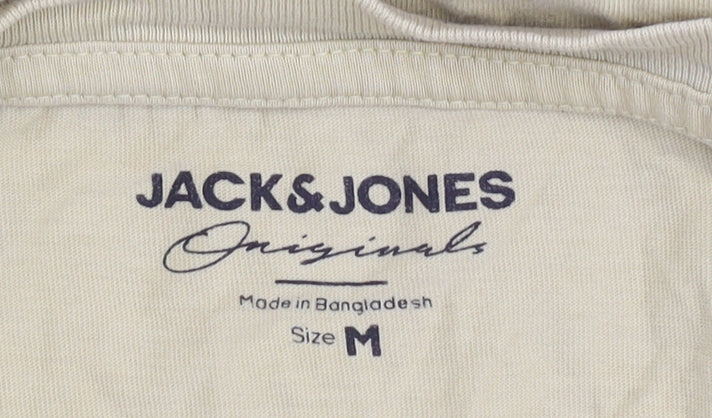 JACK&JONES
Originals
Made in Bangladesh
Size M